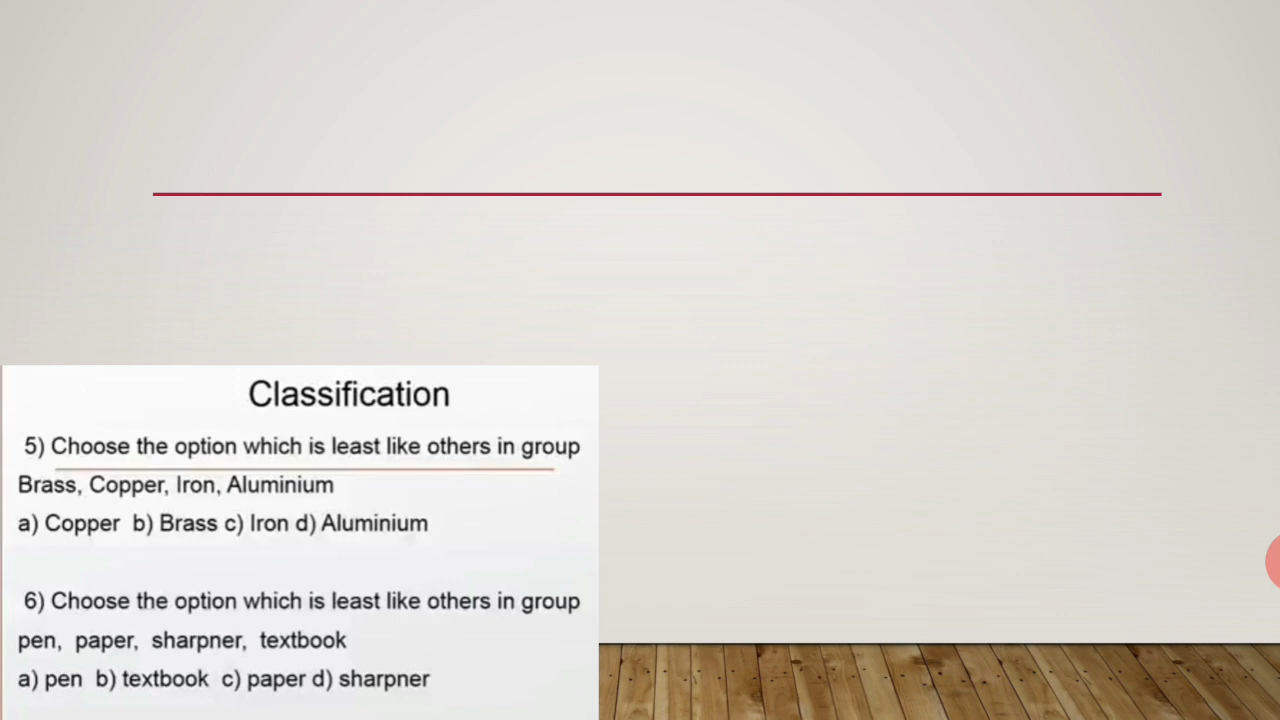 Classification
5) Choose the option which is least like others in group
Brass, Copper, Iron, Aluminium
a) Copper b) Brass c) Iron d) Aluminium
6) Choose the option which is least like others in group
pen, paper, sharpner, textbook
a) pen b) textbook c) paper d) sharpner